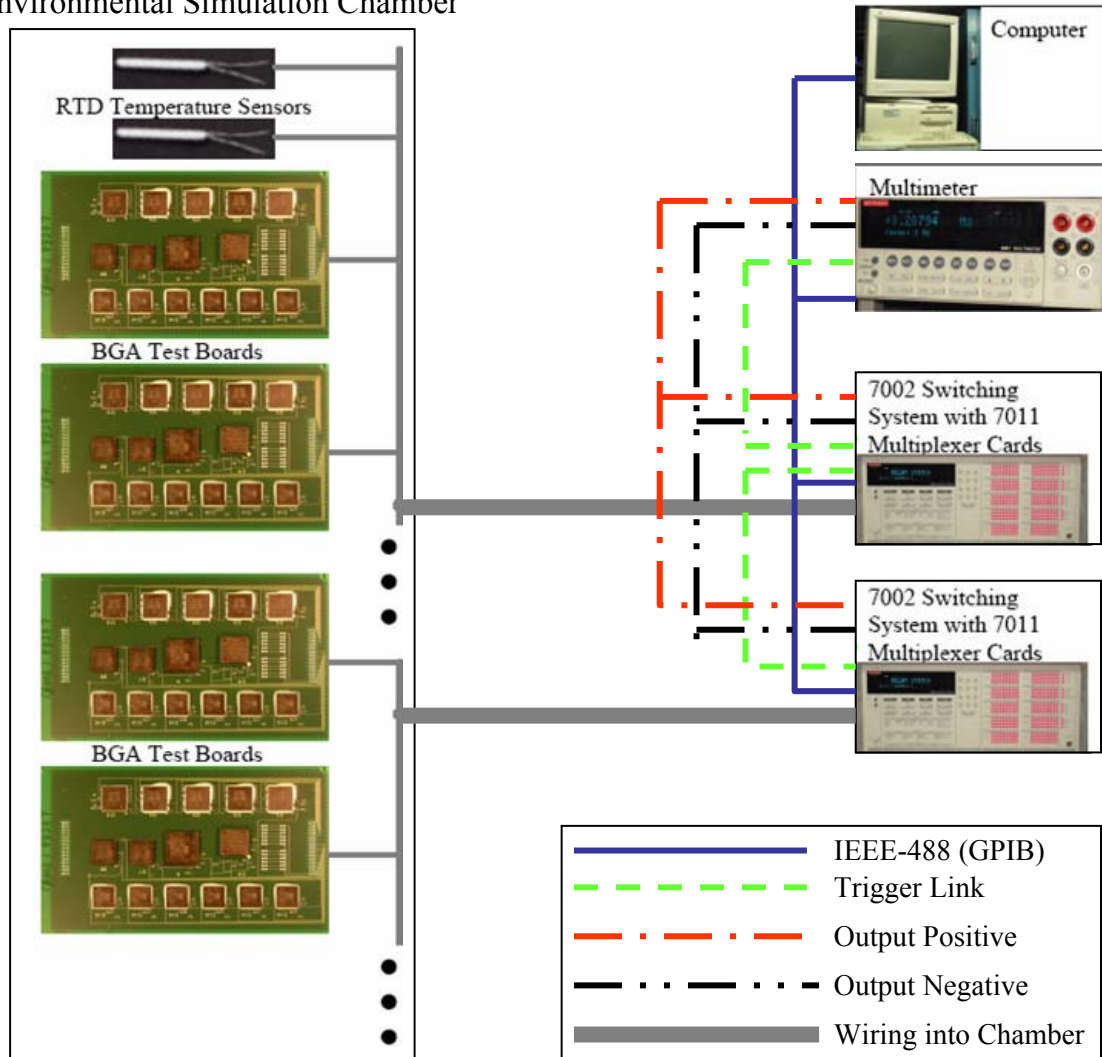 nvironmental Simulation Chamber
RTD Temperature Sensors
BGA Test Boards
BGA Test Boards
Computer
Multimeter
7002 Switching
System with 7011
Multiplexer Cards
7002 Switching
System with 7011
Multiplexer Cards
IEEE-488 (GPIB)
Trigger Link
Output Positive
Output Negative
Wiring into Chamber